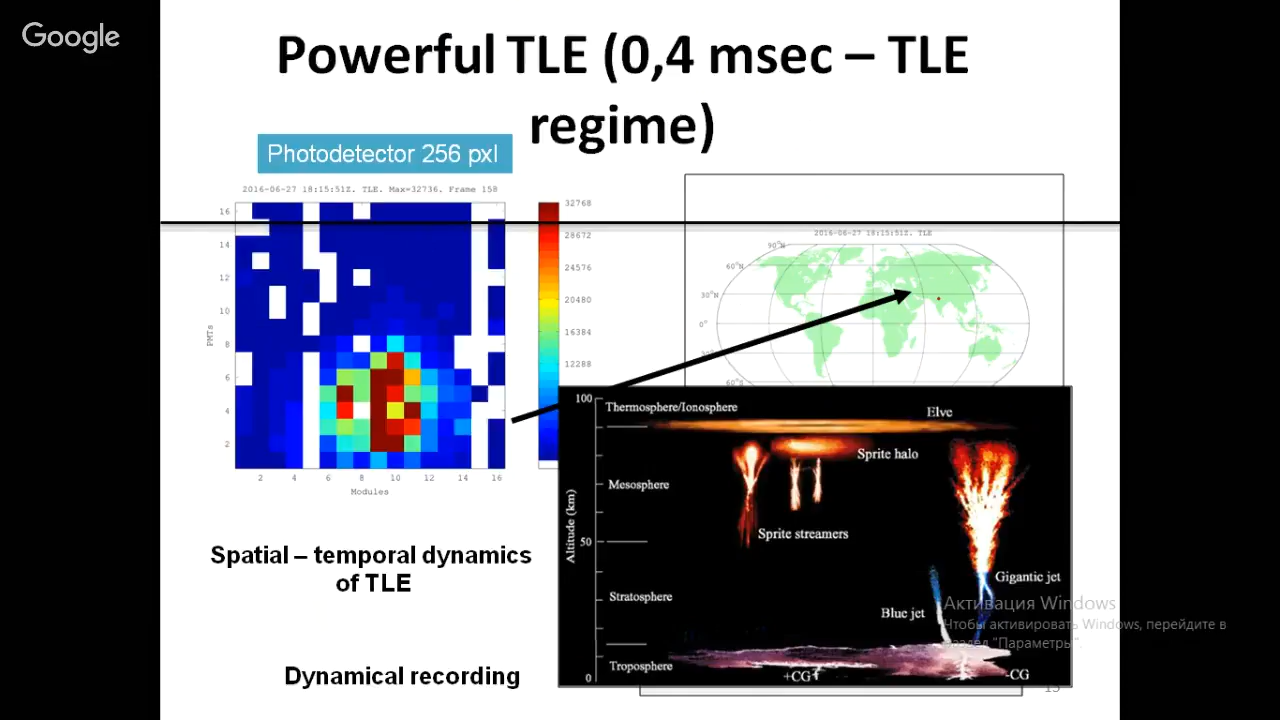 Google
Powerful TLE (0,4 msec – TLE
regime)
Photodetector 256 pxl
2016-06-27 18:15:51Z. TLE. Max=32736. Frame 158
16
14
12
10
8
6
4
2
PMTs
2 4 6 8 10 12 14 16
Modules
32768
28672
24576
20480
16384
12288
2016-06-27 18:15:51Z. TLE
90°N
60°N
30°N
0°
60°S
100
Thermosphere/Ionosphere
Elve
Sprite halo
Mesosphere
Sprite streamers
Altitude (km)
50
Gigantic jet
Stratosphere
Blue jet
Troposphere
0
+CG
-CG
Spatial – temporal dynamics
of TLE
Dynamical recording
Активация Windows
Чтобы активировать Windows, перейдите в
раздел "Параметры".